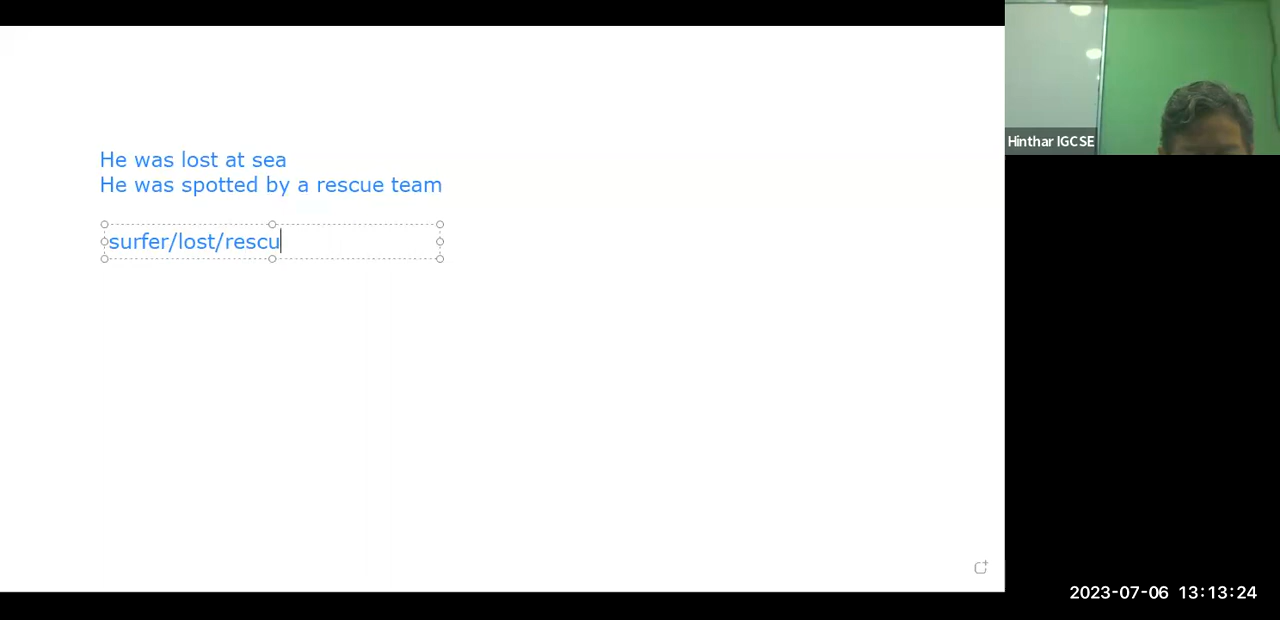 He was lost at sea
He was spotted by a rescue team
surfer/lost/rescu
Hinthar IGCSE
2023-07-06 13:13:24